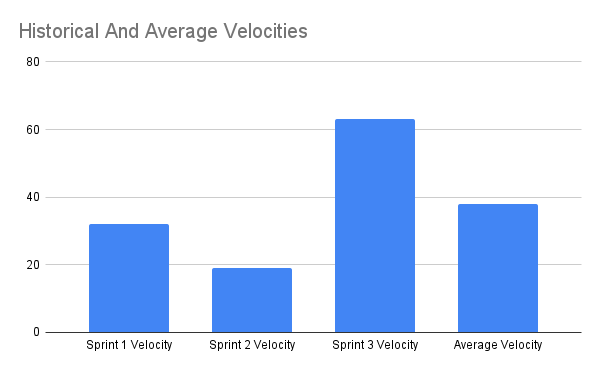 Historical And Average Velocities
80
60
40
20
0
Sprint 1 Velocity
Sprint 2 Velocity
Sprint 3 Velocity
Average Velocity